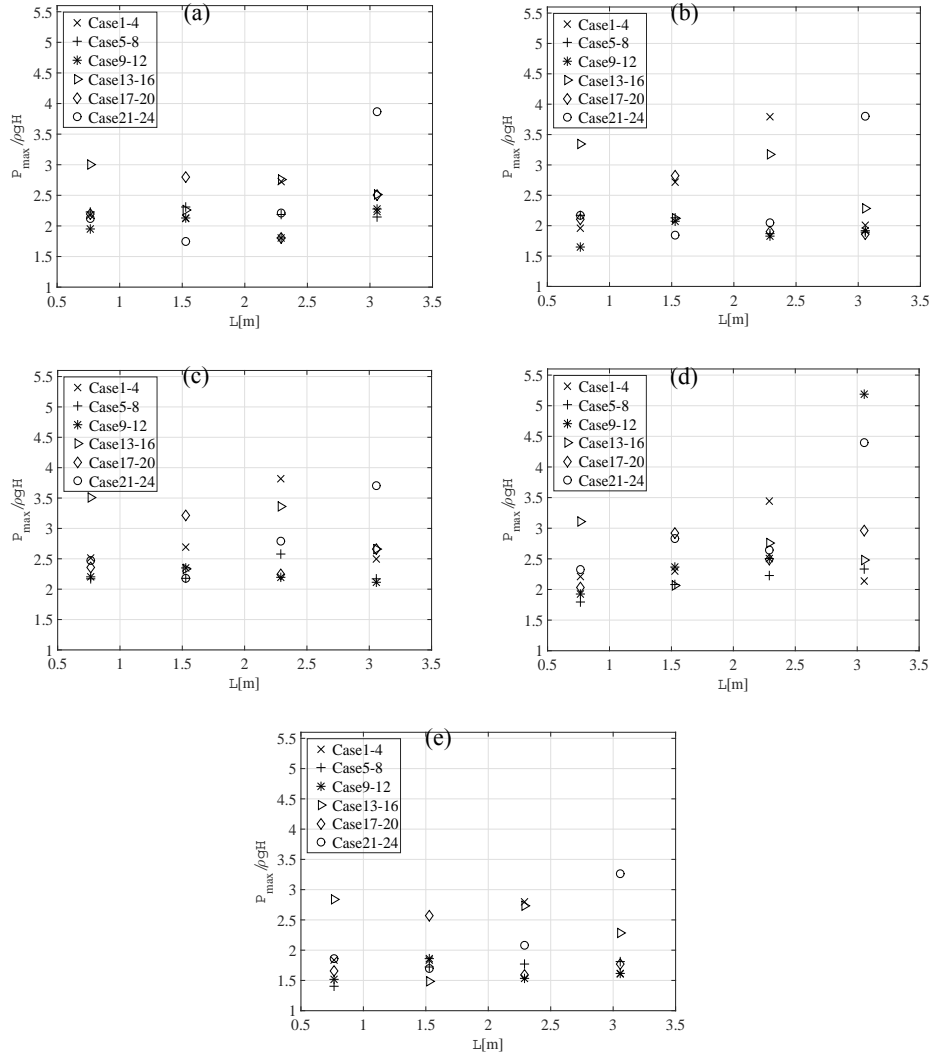 (a)
5.5
5
4.5
4
3.5
3
2.5
2
1.5
1
P_max/ρgH
Case1-4
Case5-8
Case9-12
Case13-16
Case17-20
Case21-24
0.5 1 1.5 2 2.5 3 3.5
L[m]
(b)
5.5
5
4.5
4
3.5
3
2.5
2
1.5
1
P_max/ρgH
Case1-4
Case5-8
Case9-12
Case13-16
Case17-20
Case21-24
0.5 1 1.5 2 2.5 3 3.5
L[m]
(c)
5.5
5
4.5
4
3.5
3
2.5
2
1.5
1
P_max/ρgH
Case1-4
Case5-8
Case9-12
Case13-16
Case17-20
Case21-24
0.5 1 1.5 2 2.5 3 3.5
L[m]
(d)
5.5
5
4.5
4
3.5
3
2.5
2
1.5
1
P_max/ρgH
Case1-4
Case5-8
Case9-12
Case13-16
Case17-20
Case21-24
0.5 1 1.5 2 2.5 3 3.5
L[m]
(e)
5.5
5
4.5
4
3.5
3
2.5
2
1.5
1
P_max/ρgH
Case1-4
Case5-8
Case9-12
Case13-16
Case17-20
Case21-24
0.5 1 1.5 2 2.5 3 3.5
L[m]